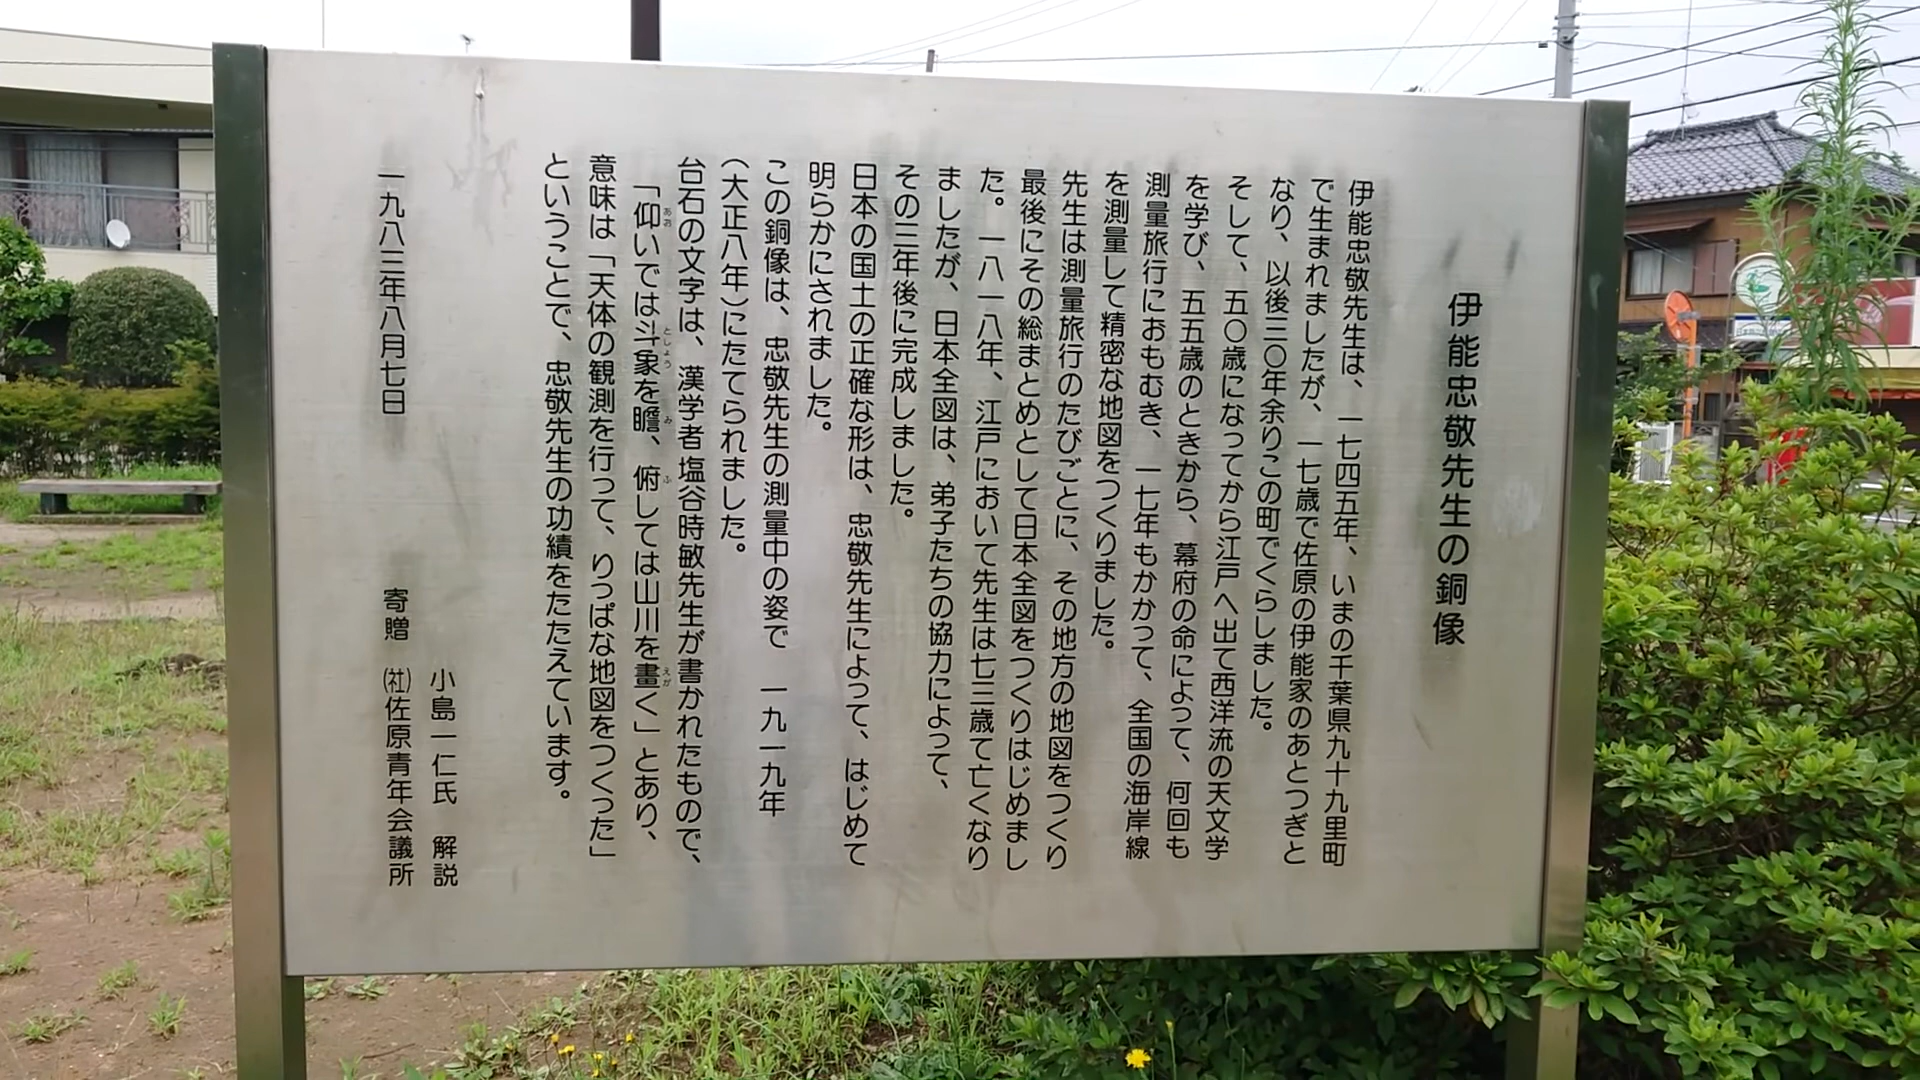 伊能忠敬先生の銅像
伊能忠敬先生は、一七四五年、いまの千葉県九十九里町
で生まれましたが、一七歳で佐原の伊能家のあとつぎと
なり、以後三〇年余りこの町でくらしました。
そして、五〇歳になってから江戸へ出て西洋流の天文学
を学び、五五歳のときから、幕府の命によって、何回も
測量旅行におもむき、一七年もかかって、全国の海岸線
を測量して精密な地図をつくりました。
先生は測量旅行のたびごとに、その地方の地図をつくり
最後にその総まとめとして日本全図をつくりはじめまし
た。一八一八年、江戸において先生は七三歳て亡くなり
ましたが、日本全図は、弟子たちの協力によって、
その三年後に完成しました。
日本の国土の正確な形は、忠敬先生によって、はじめて
明らかにされました。
この銅像は、忠敬先生の測量中の姿で 一九一九年
(大正八年)にたてられました。
台石の文字は、漢学者塩谷時敏先生が書かれたもので、
「仰いでは斗象を瞻、俯しては山川を畫く」とあり、
あお としょう み ふ えが
意味は「天体の観測を行って、りっぱな地図をつくった」
ということで、忠敬先生の功績をたたえています。
小島一仁氏 解説
一九八三年八月七日 寄贈 ㈳佐原青年会議所